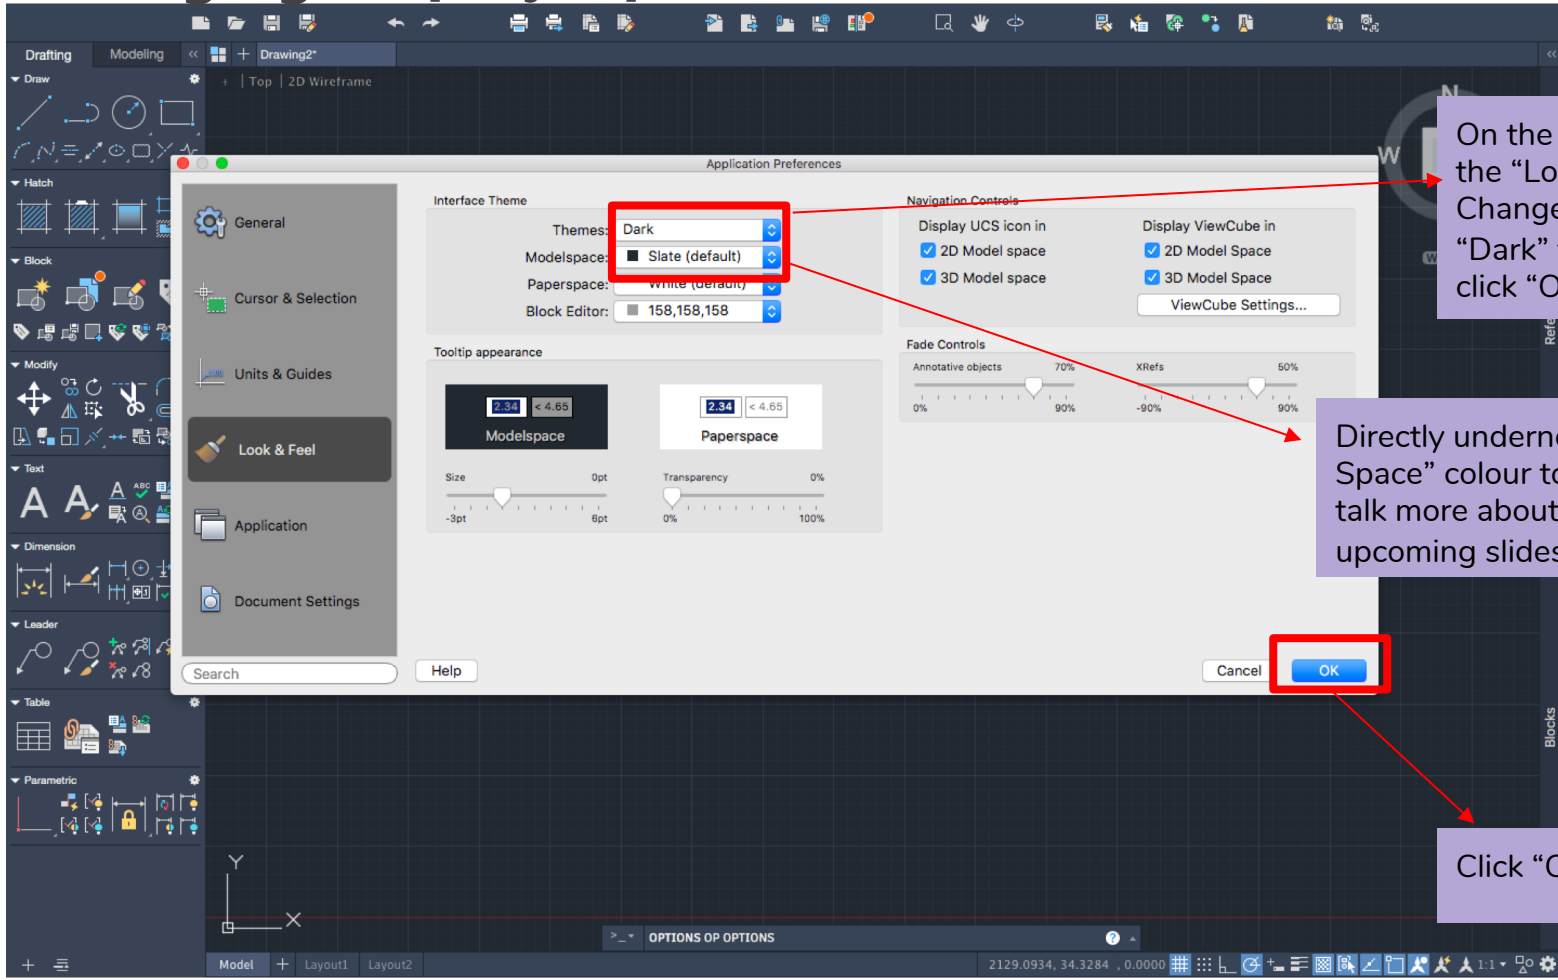 Drafting
Modeling
Drawing2*
Draw
+ | Top | 2D Wireframe
N
W
On the
the “Lo
Change
“Dark”
click “O
Application Preferences
Hatch
General
Interface Theme
Themes: Dark
Modelspace: Slate (default)
Paperspace: White (default)
Block Editor: 158,158,158
Navigation Controls
Display UCS icon in
Display ViewCube in
2D Model space
2D Model Space
3D Model space
3D Model Space
ViewCube Settings...
Block
Cursor & Selection
Refe
Tooltip appearance
2.34 < 4.65
Modelspace
2.34 < 4.65
Paperspace
Size 0pt
-3pt 6pt
Transparency 0%
0% 100%
Fade Controls
Annotative objects 70%
0% 90%
XRefs 50%
-90% 90%
Modify
Units & Guides
Look & Feel
Directly undern
Space” colour to
talk more about
upcoming slides
Text
A A A ABC
Application
Dimension
Document Settings
Leader
Search
Help
Cancel
OK
Table
Blocks
Parametric
Click “O
Y
X
>_ OPTIONS OP OPTIONS
Model
Layout1
Layout2
2129.0934, 34.3284 , 0.0000
1:1